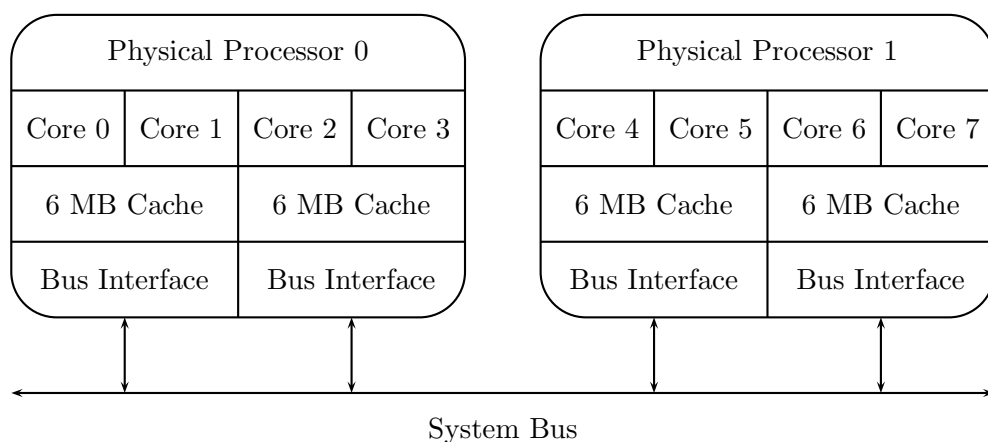 Physical Processor 0
Core 0 Core 1 Core 2 Core 3
6 MB Cache 6 MB Cache
Bus Interface Bus Interface
Physical Processor 1
Core 4 Core 5 Core 6 Core 7
6 MB Cache 6 MB Cache
Bus Interface Bus Interface
System Bus